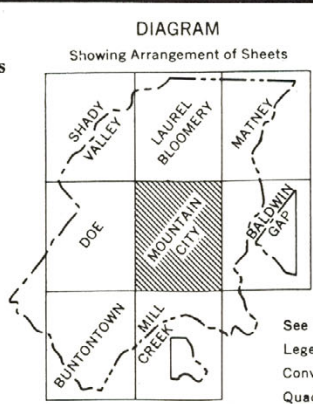 DIAGRAM
Showing Arrangement of Sheets
s
SHADY
VALLEY
LAUREL
BLOOMERY
MATNEY
DOE
MOUNTAIN
CITY
BALDWIN
GAP
BUNTONTOWN
MILL
CREEK
See
Lege
Conv
Quad